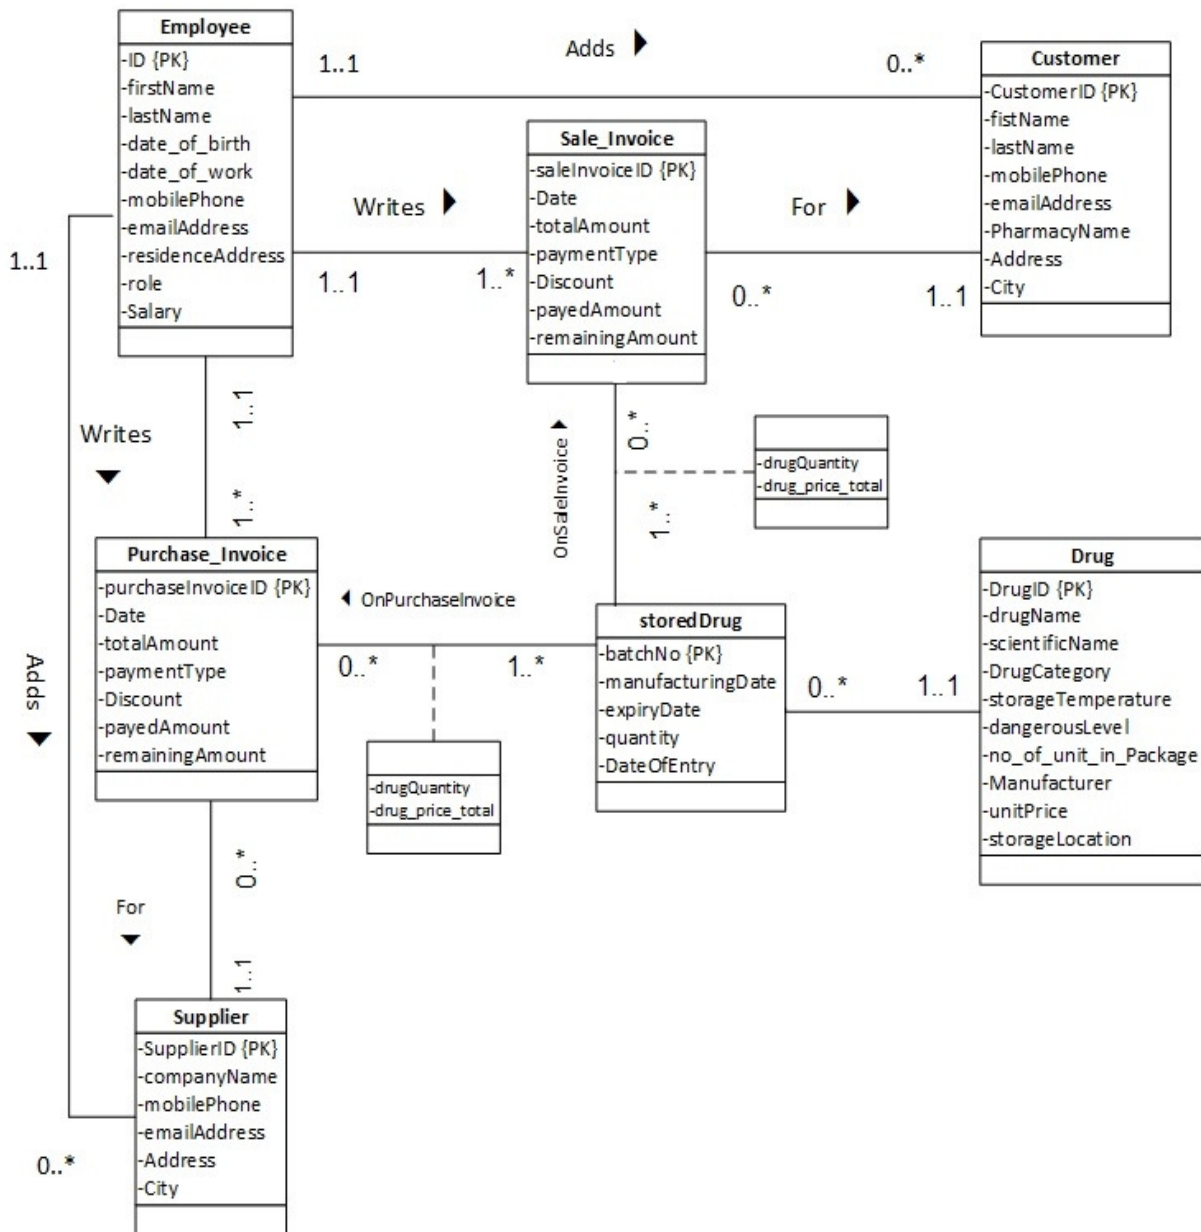 Employee
-ID {PK}
-firstName
-lastName
-date_of_birth
-date_of_work
-mobilePhone
-emailAddress
-residenceAddress
-role
-Salary
1..1
Adds
0..*
Customer
-CustomerID {PK}
-fistName
-lastName
-mobilePhone
-emailAddress
-PharmacyName
-Address
-City
Sale_Invoice
-saleInvoiceID {PK}
-Date
-totalAmount
-paymentType
-Discount
-payedAmount
-remainingAmount
Writes
1..1
1..*
For
0..*
1..1
1..1
1..1
Writes
1..*
OnSaleInvoice
0..*
1..*
-drugQuantity
-drug_price_total
Purchase_Invoice
-purchaseInvoiceID {PK}
-Date
-totalAmount
-paymentType
-Discount
-payedAmount
-remainingAmount
OnPurchaseInvoice
0..*
1..*
-drugQuantity
-drug_price_total
storedDrug
-batchNo {PK}
-manufacturingDate
-expiryDate
-quantity
-DateOfEntry
0..*
1..1
Drug
-DrugID {PK}
-drugName
-scientificName
-DrugCategory
-storageTemperature
-dangerousLevel
-no_of_unit_in_Package
-Manufacturer
-unitPrice
-storageLocation
Adds
0..*
For
1..1
Supplier
-SupplierID {PK}
-companyName
-mobilePhone
-emailAddress
-Address
-City
0..*